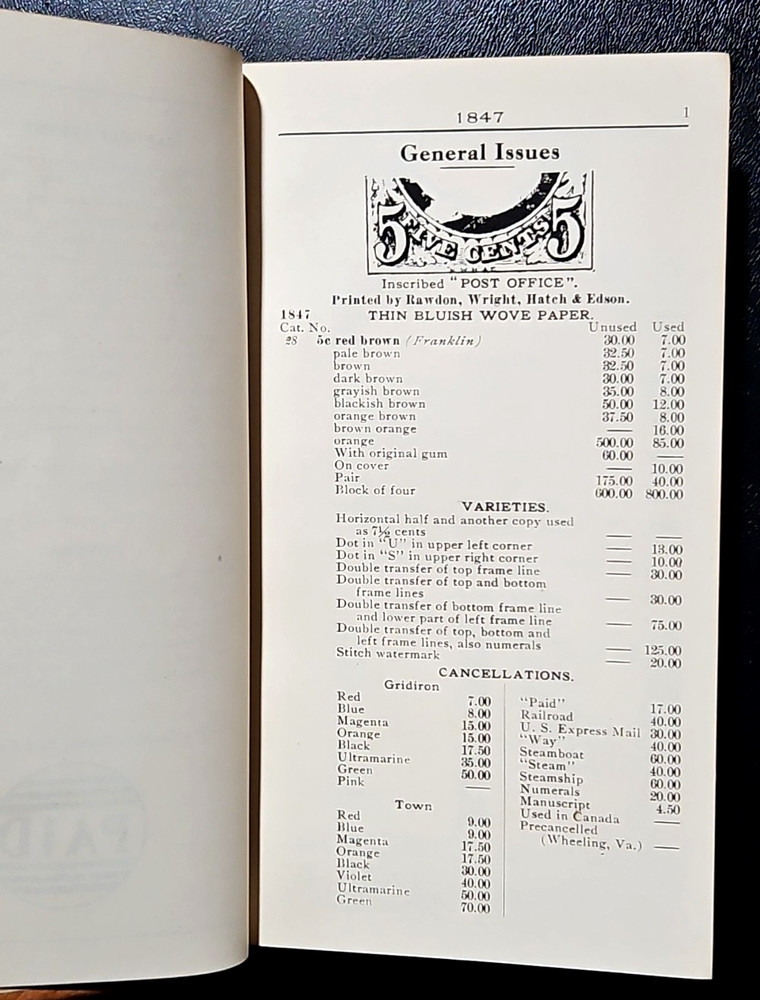 1847 1
General Issues
5 FIVE CENTS 5
Inscribed "POST OFFICE".
Printed by Rawdon, Wright, Hatch & Edson.
1847 THIN BLUISH WOVE PAPER.
Cat. No. Unused Used
28 5c red brown (Franklin) 30.00 7.00
pale brown 32.50 7.00
brown 32.50 7.00
dark brown 30.00 7.00
grayish brown 35.00 8.00
blackish brown 50.00 12.00
orange brown 37.50 8.00
brown orange —— 16.00
orange 500.00 85.00
With original gum 60.00 ——
On cover —— 10.00
Pair 175.00 40.00
Block of four 600.00 800.00
VARIETIES.
Horizontal half and another copy used
as 7½ cents —— ——
Dot in "U" in upper left corner —— 13.00
Dot in "S" in upper right corner —— 10.00
Double transfer of top frame line —— 30.00
Double transfer of top and bottom
frame lines —— 30.00
Double transfer of bottom frame line
and lower part of left frame line —— 75.00
Double transfer of top, bottom and
left frame lines, also numerals —— 125.00
Stitch watermark —— 20.00
CANCELLATIONS.
Gridiron
Red 7.00
Blue 8.00
Magenta 15.00
Orange 15.00
Black 17.50
Ultramarine 35.00
Green 50.00
Pink ——
Town
Red 9.00
Blue 9.00
Magenta 17.50
Orange 17.50
Black 30.00
Violet 40.00
Ultramarine 50.00
Green 70.00
"Paid" 17.00
Railroad 40.00
U. S. Express Mail 30.00
"Way" 40.00
Steamboat 60.00
"Steam" 40.00
Steamship 60.00
Numerals 20.00
Manuscript 4.50
Used in Canada ——
Precancelled
(Wheeling, Va.) ——
PAID